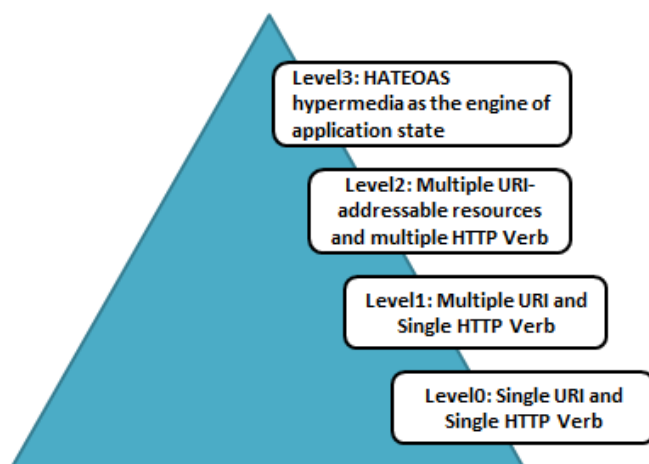 Level3: HATEOAS
hypermedia as the engine of
application state
Level2: Multiple URI-
addressable resources
and multiple HTTP Verb
Level1: Multiple URI and
Single HTTP Verb
Level0: Single URI and
Single HTTP Verb